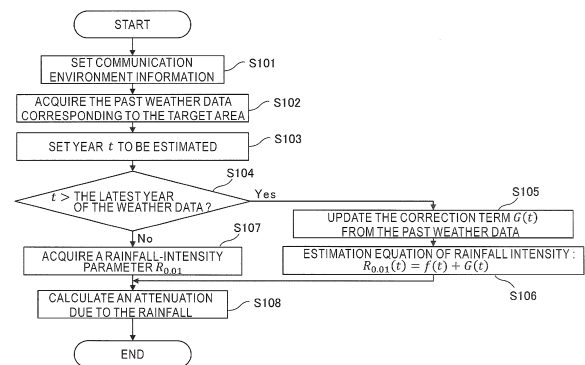 START
SET COMMUNICATION
ENVIRONMENT INFORMATION
S101
ACQUIRE THE PAST WEATHER DATA
CORRESPONDING TO THE TARGET AREA
S102
SET YEAR t TO BE ESTIMATED
S103
t > THE LATEST YEAR
OF THE WEATHER DATA ?
S104
Yes
No
UPDATE THE CORRECTION TERM G(t)
FROM THE PAST WEATHER DATA
S105
ESTIMATION EQUATION OF RAINFALL INTENSITY :
R0.01(t) = f(t) + G(t)
S106
ACQUIRE A RAINFALL-INTENSITY
PARAMETER R0.01
S107
CALCULATE AN ATTENUATION
DUE TO THE RAINFALL
S108
END